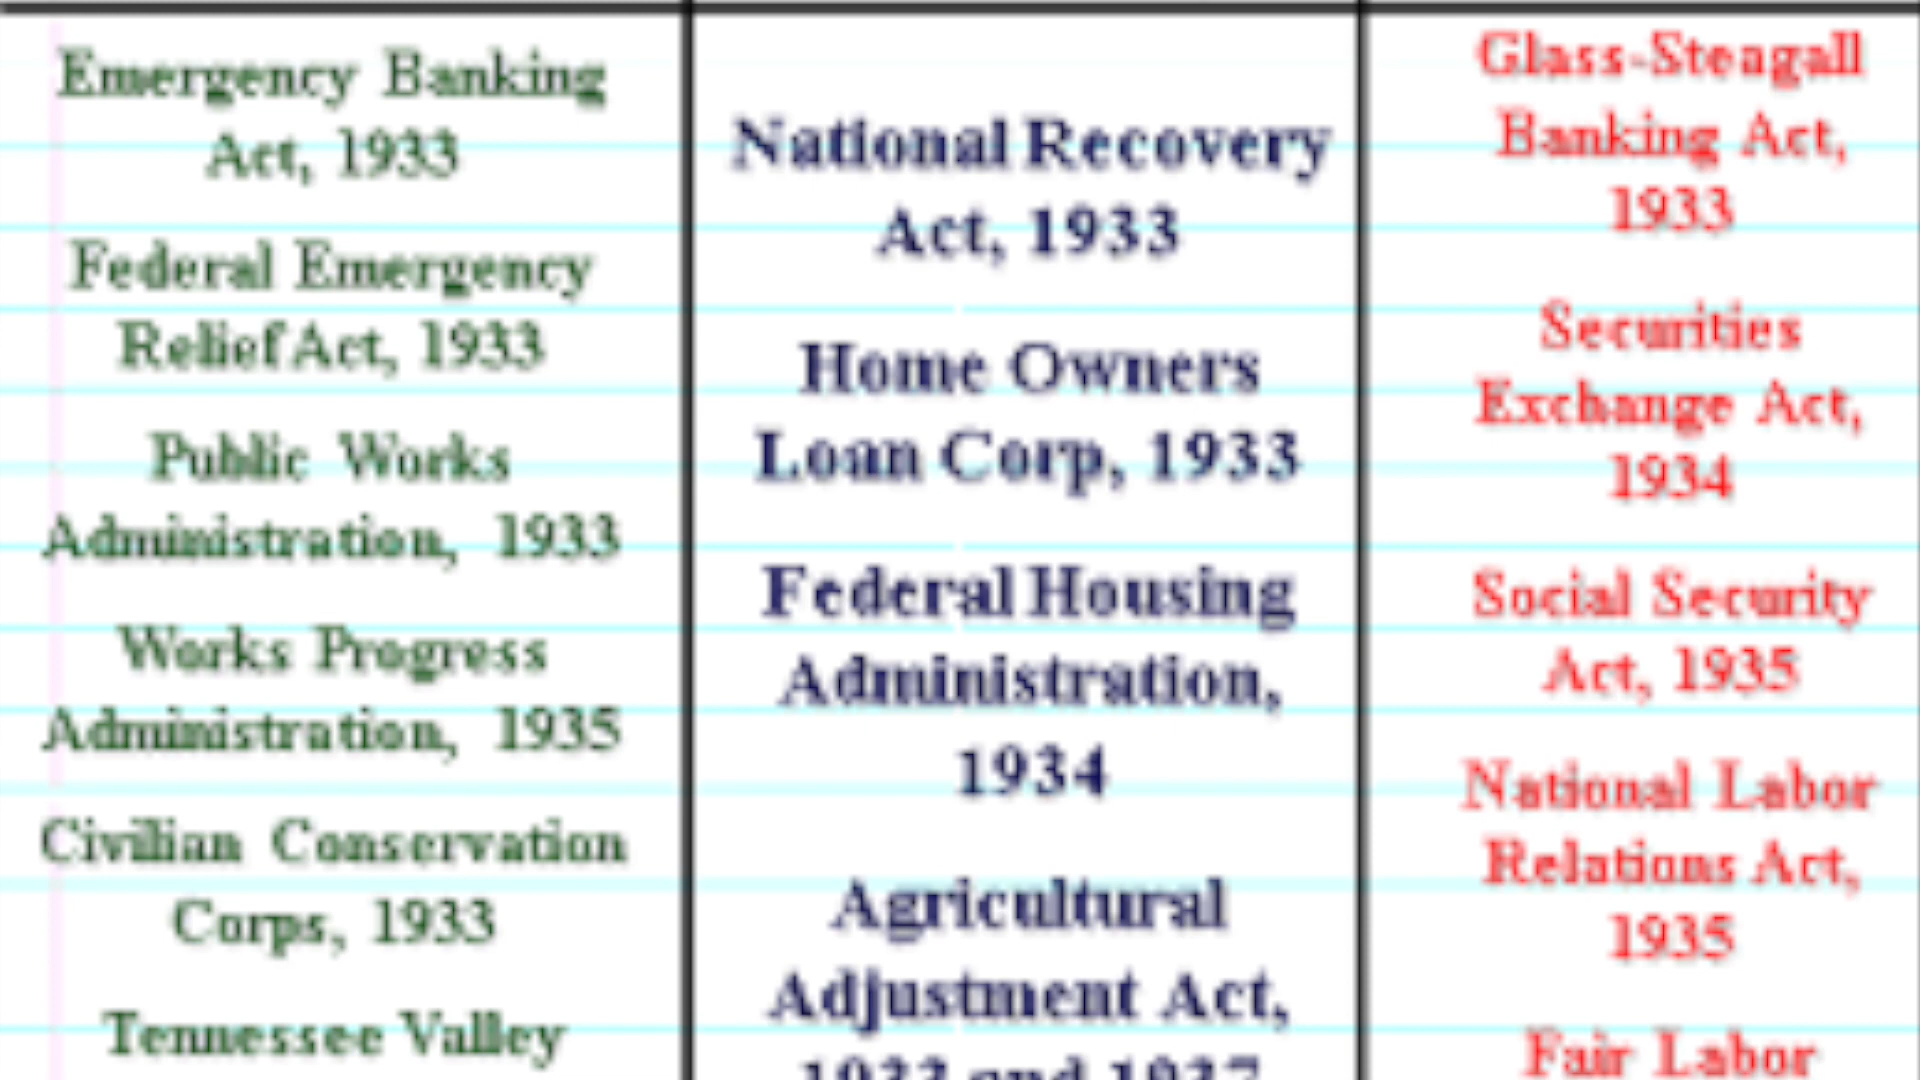 Emergency Banking
Act, 1933
Federal Emergency
Relief Act, 1933
Public Works
Administration, 1933
Works Progress
Administration, 1935
Civilian Conservation
Corps, 1933
Tennessee Valley
National Recovery
Act, 1933
Home Owners
Loan Corp, 1933
Federal Housing
Administration,
1934
Agricultural
Adjustment Act,
1933 and 1937
Glass-Steagall
Banking Act,
1933
Securities
Exchange Act,
1934
Social Security
Act, 1935
National Labor
Relations Act,
1935
Fair Labor